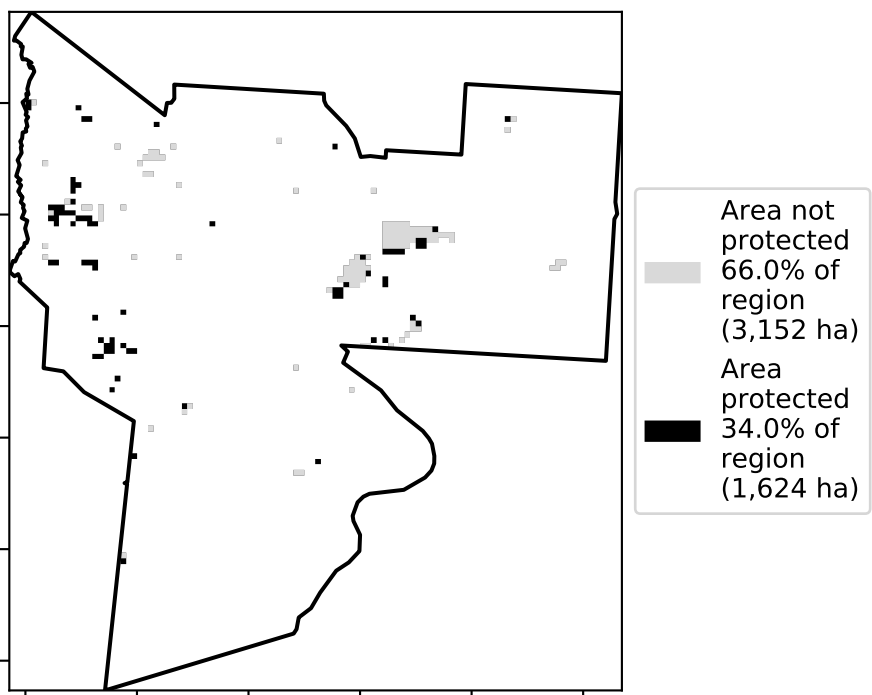 Area not
protected
66.0% of
region
(3,152 ha)
Area
protected
34.0% of
region
(1,624 ha)